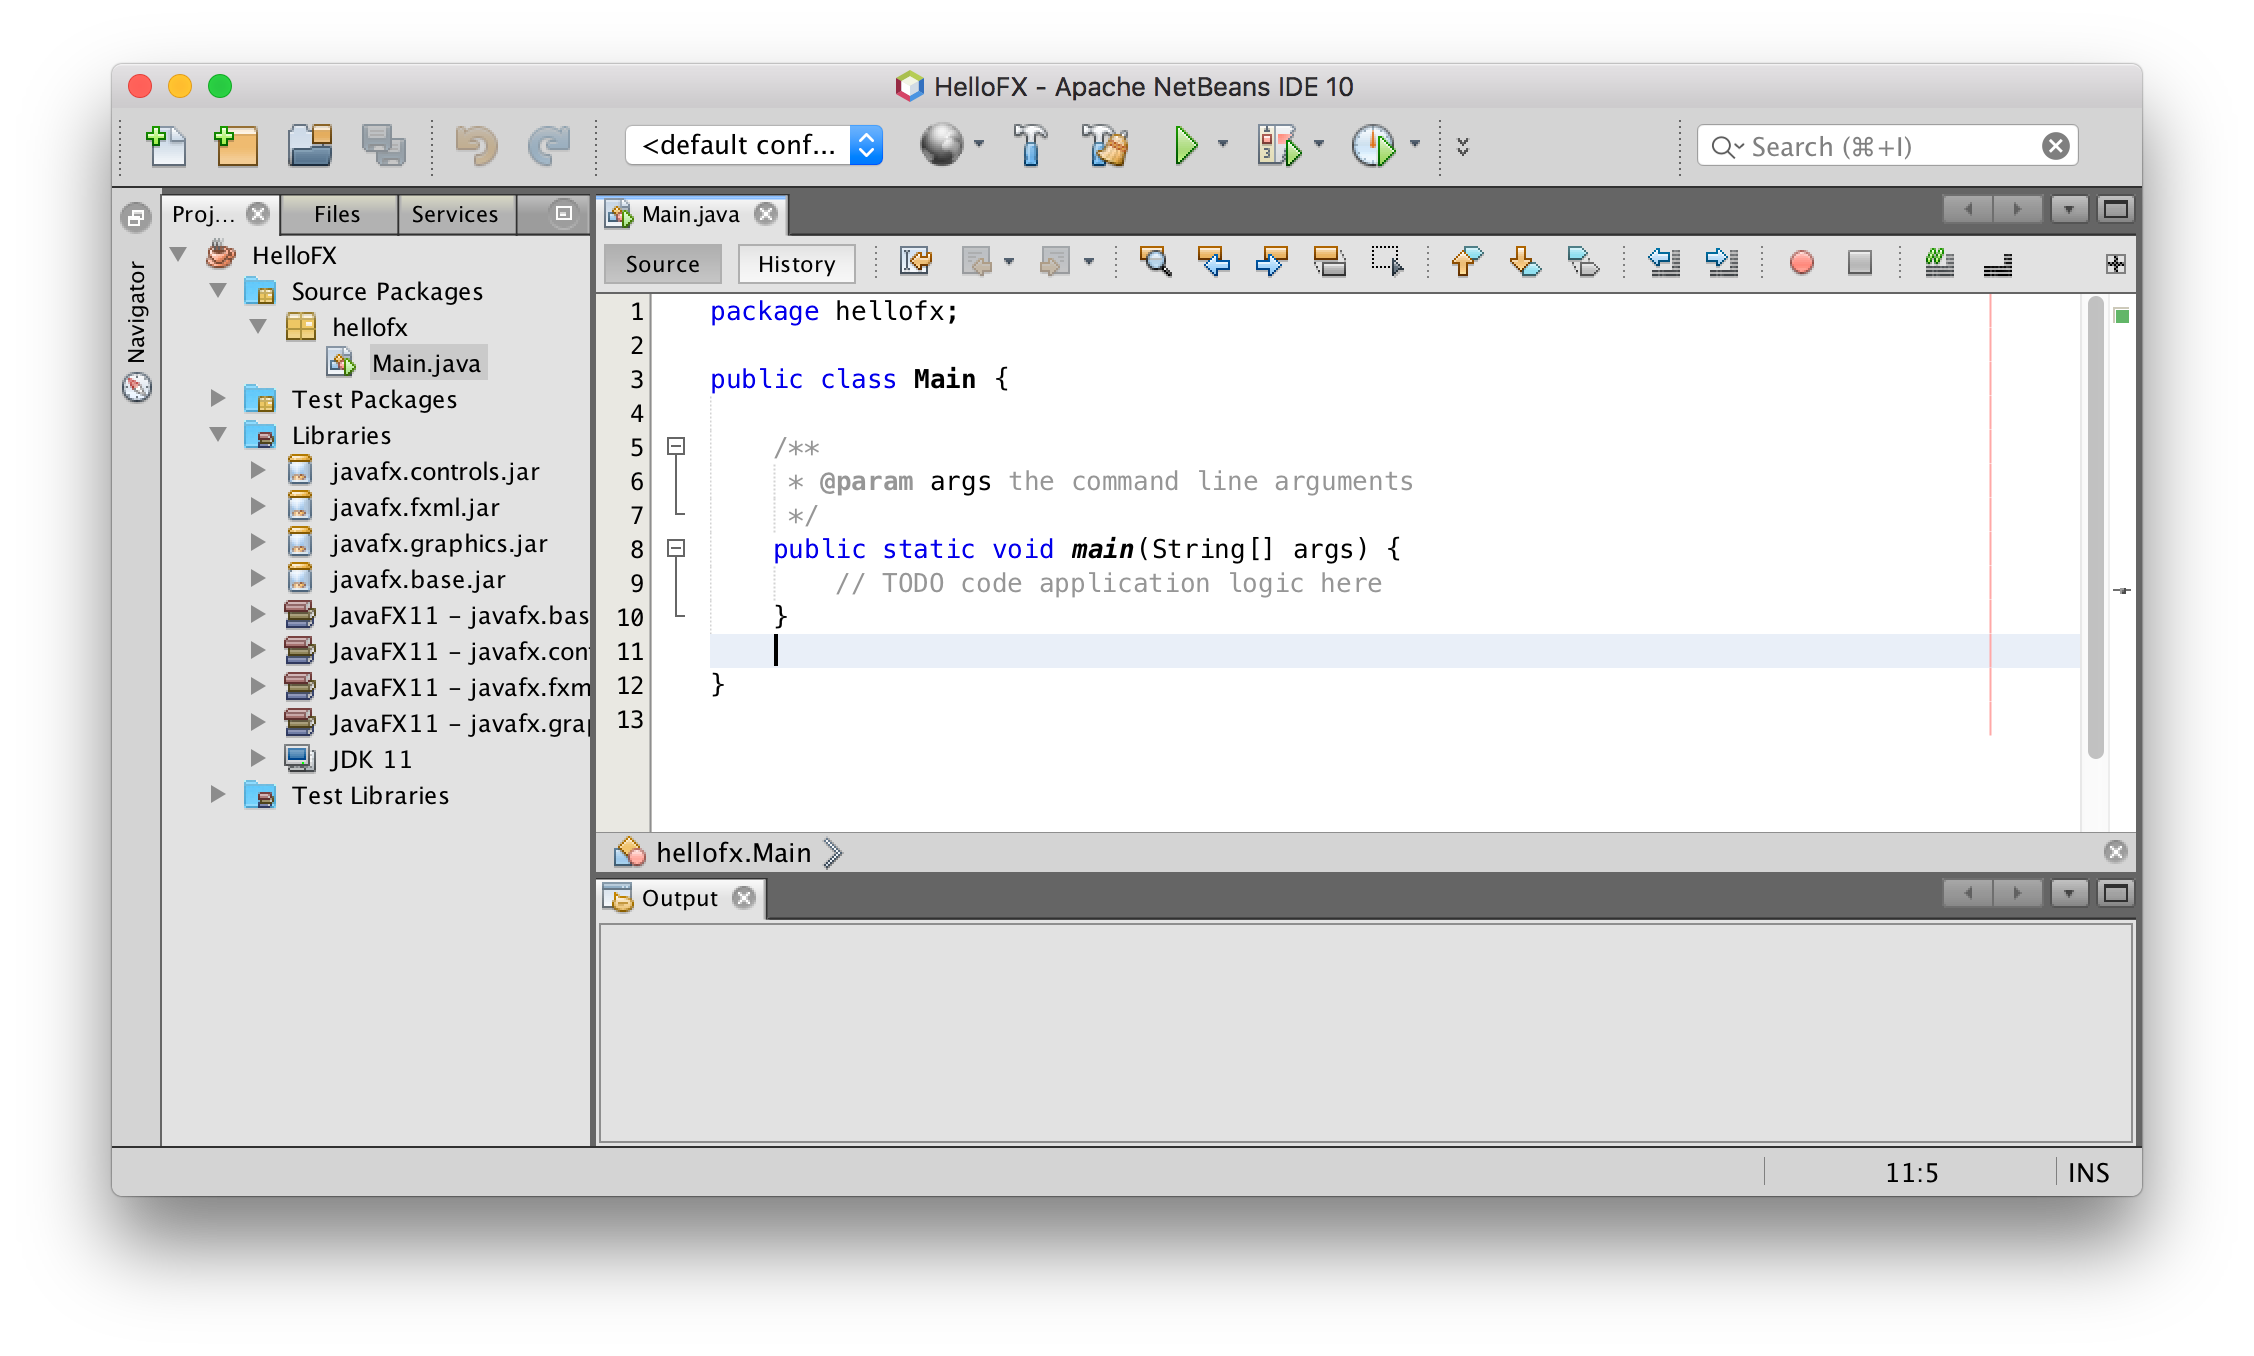 HelloFX - Apache NetBeans IDE 10
<default conf...
Search (⌘+I)
Proj...
Files
Services
Navigator
HelloFX
Source Packages
hellofx
Main.java
Test Packages
Libraries
javafx.controls.jar
javafx.fxml.jar
javafx.graphics.jar
javafx.base.jar
JavaFX11 - javafx.bas
JavaFX11 - javafx.con
JavaFX11 - javafx.fxm
JavaFX11 - javafx.gra
JDK 11
Test Libraries
Main.java
Source
History
1 package hellofx;
2
3 public class Main {
4
5 /**
6 * @param args the command line arguments
7 */
8 public static void main(String[] args) {
9 // TODO code application logic here
10 }
11
12 }
13
hellofx.Main
Output
11:5
INS